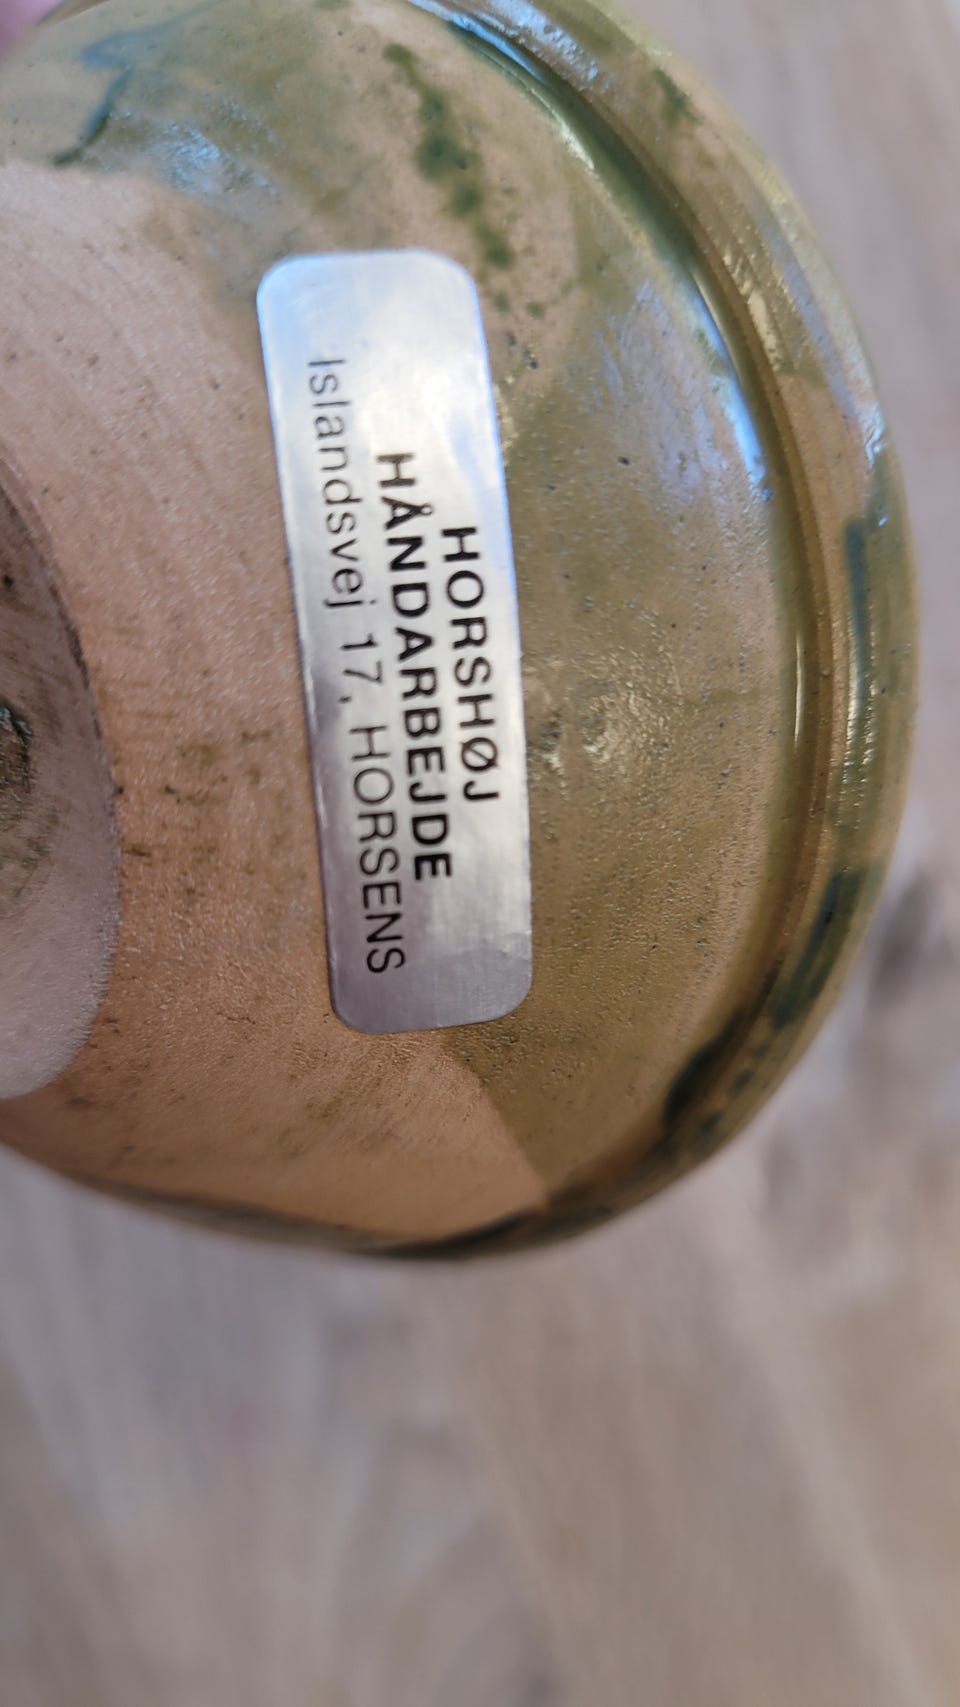 HORSHØJ
HÅNDARBEJDE
Islandsvej 17, HORSENS